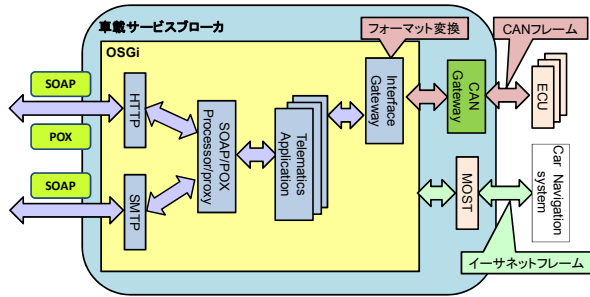 車載サービスブローカ
OSGi
フォーマット変換
CANフレーム
SOAP
POX
SOAP
HTTP
SMTP
SOAP/POX
Processor/proxy
Telematics
Application
Interface
Gateway
CAN
Gateway
ECU
MOST
Car Navigation
system
イーサネットフレーム